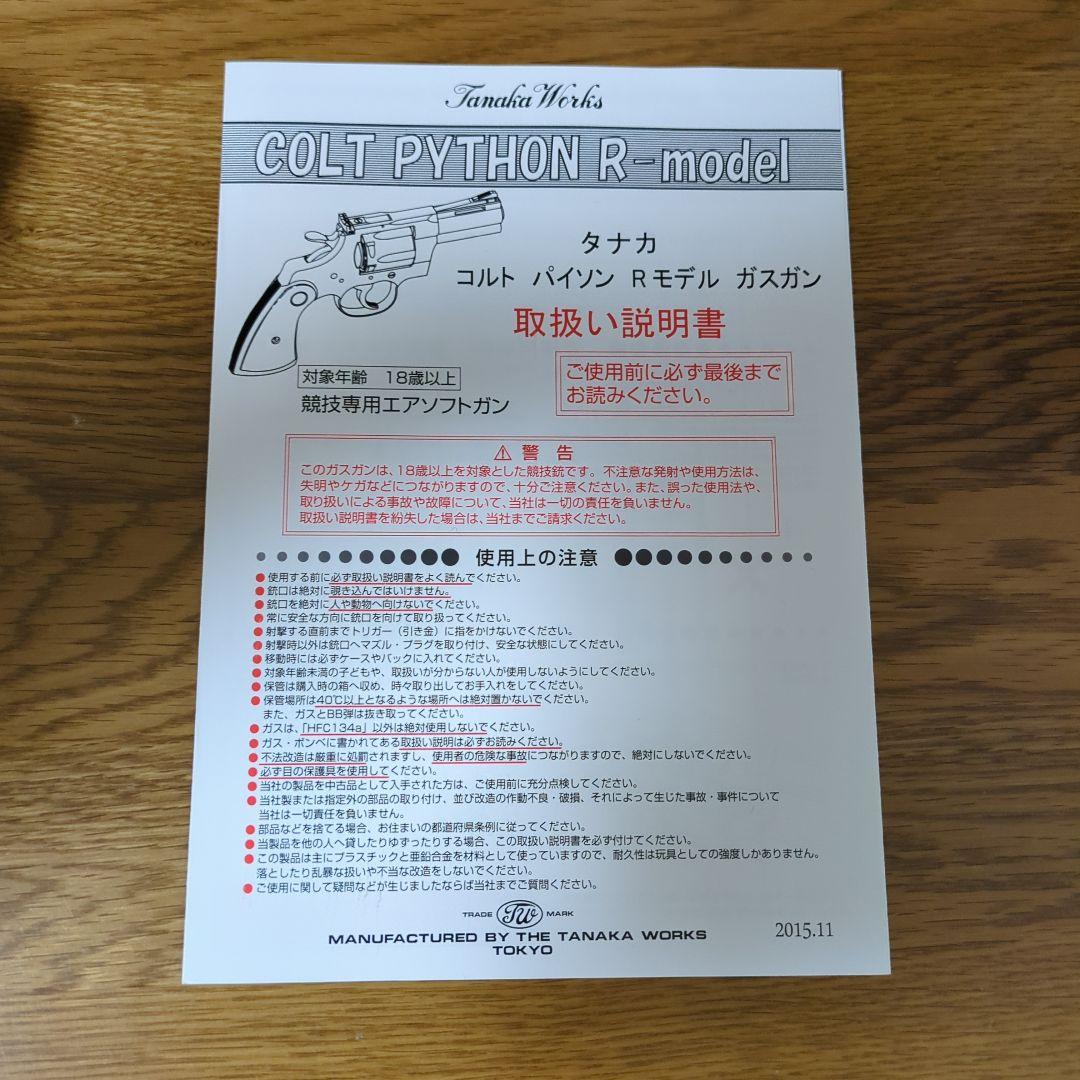 Tanaka Works
COLT PYTHON R-model
タナカ
コルト パイソン Rモデル ガスガン
取扱い説明書
対象年齢 18歳以上
競技専用エアソフトガン
ご使用前に必ず最後まで
お読みください。
⚠ 警告
このガスガンは、18歳以上を対象とした競技銃です。不注意な発射や使用方法は、
失明やケガなどにつながりますので、十分ご注意ください。また、誤った使用法や、
取り扱いによる事故や故障について、当社は一切の責任を負いません。
取扱い説明書を紛失した場合は、当社までご請求ください。
使用上の注意
●使用する前に必ず取扱い説明書をよく読んでください。
●銃口は絶対に覗き込んではいけません。
●銃口を絶対に人や動物へ向けないでください。
●常に安全な方向に銃口を向けて取り扱ってください。
●射撃する直前までトリガー（引き金）に指をかけないでください。
●射撃時以外は銃口へマズル・プラグを取り付け、安全な状態にしてください。
●移動時には必ずケースやバックに入れてください。
●対象年齢未満の子どもや、取扱いが分からない人が使用しないようにしてください。
●保管は購入時の箱へ収め、時々取り出してお手入れをしてください。
●保管場所は40℃以上となるような場所へは絶対置かないでください。
また、ガスとBB弾は抜き取ってください。
●ガスは、「HFC134a」以外は絶対使用しないでください。
●ガス・ボンベに書かれてある取扱い説明は必ずお読みください。
●不法改造は厳重に処罰されますし、使用者の危険な事故につながりますので、絶対にしないでください。
●必ず目の保護具を使用してください。
●当社の製品を中古品として入手された方は、ご使用前に充分点検してください。
●当社製または指定外の部品の取り付け、並び改造の作動不良・破損、それによって生じた事故・事件について
当社は一切責任を負いません。
●部品などを捨てる場合、お住まいの都道府県条例に従ってください。
●当製品を他の人へ貸したりゆずったりする場合、この取扱い説明書を必ず付けてください。
●この製品は主にプラスチックと亜鉛合金を材料として使っていますので、耐久性は玩具としての強度しかありません。
落としたり乱暴な扱いや不当な改造をしないでください。
●ご使用に関して疑問などが生じましたならば当社までご質問ください。
TRADE TW MARK
MANUFACTURED BY THE TANAKA WORKS
TOKYO
2015.11